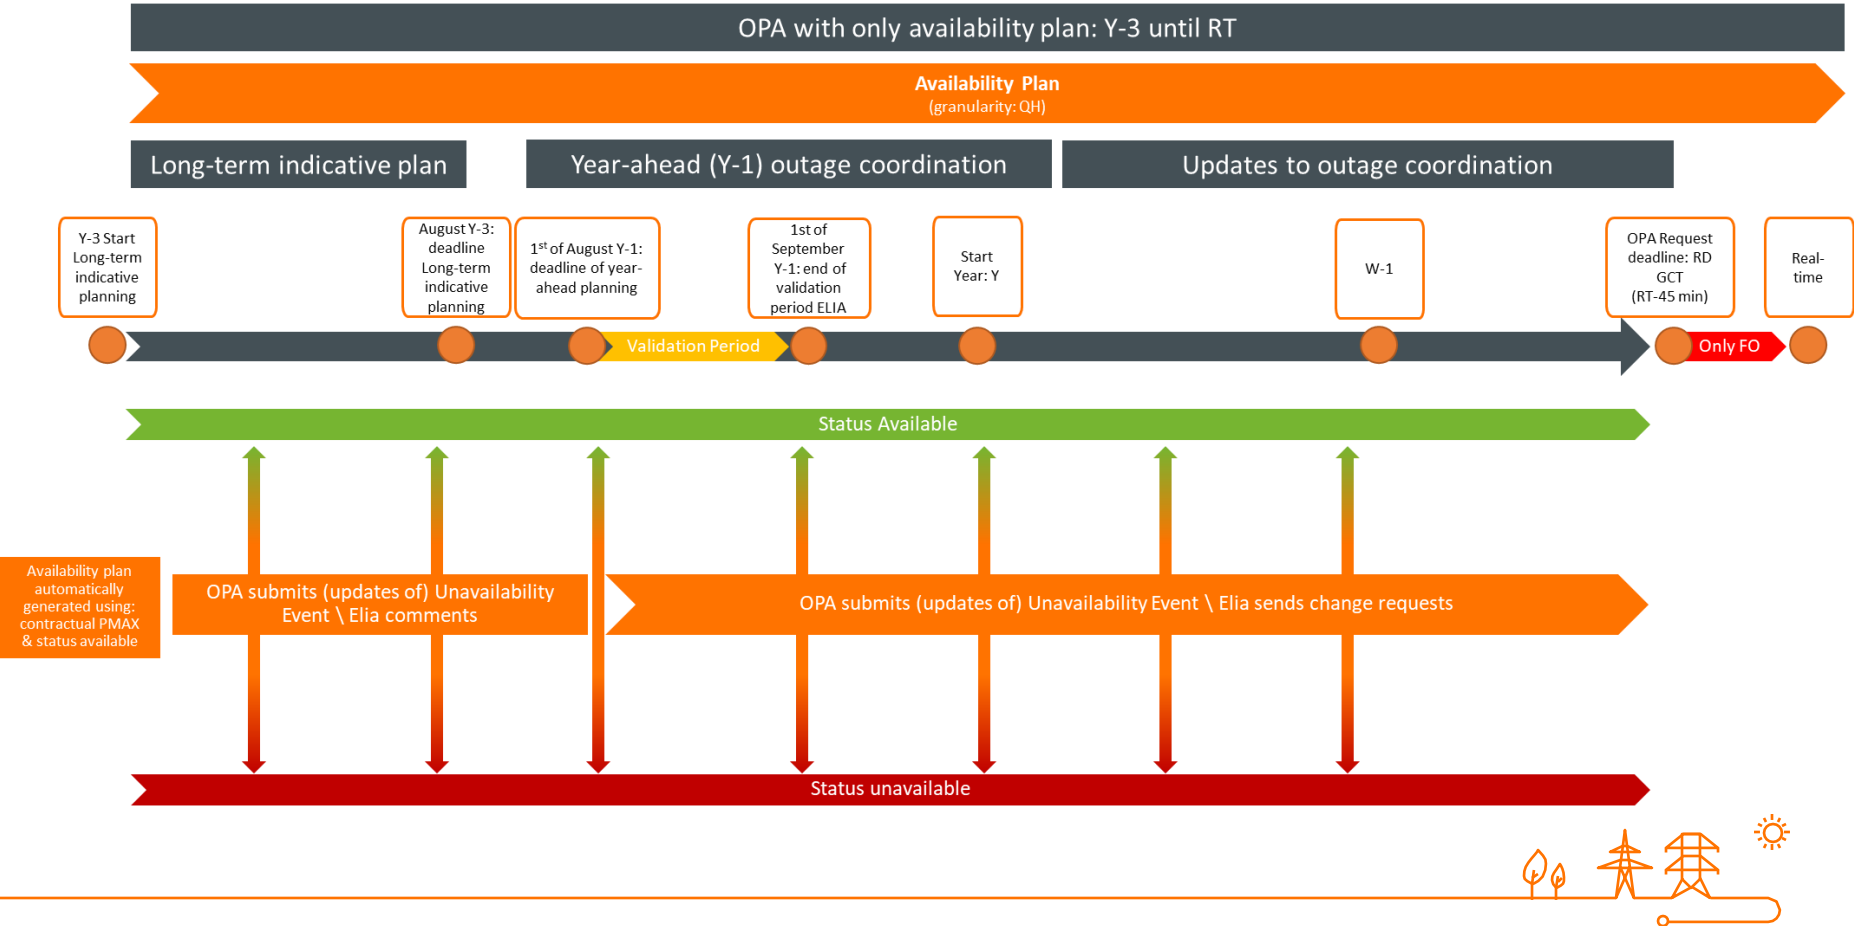 OPA with only availability plan: Y-3 until RT
Availability Plan
(granularity: QH)
Long-term indicative plan
Year-ahead (Y-1) outage coordination
Updates to outage coordination
Y-3 Start
Long-term
indicative
planning
August Y-3:
deadline
Long-term
indicative
planning
1st of August Y-1:
deadline of year-
ahead planning
1st of
September
Y-1: end of
validation
period ELIA
Start
Year: Y
W-1
OPA Request
deadline: RD
GCT
(RT-45 min)
Real-
time
Validation Period
Only FO
Status Available
Availability plan
automatically
generated using:
contractual PMAX
& status available
OPA submits (updates of) Unavailability
Event \ Elia comments
OPA submits (updates of) Unavailability Event \ Elia sends change requests
Status unavailable